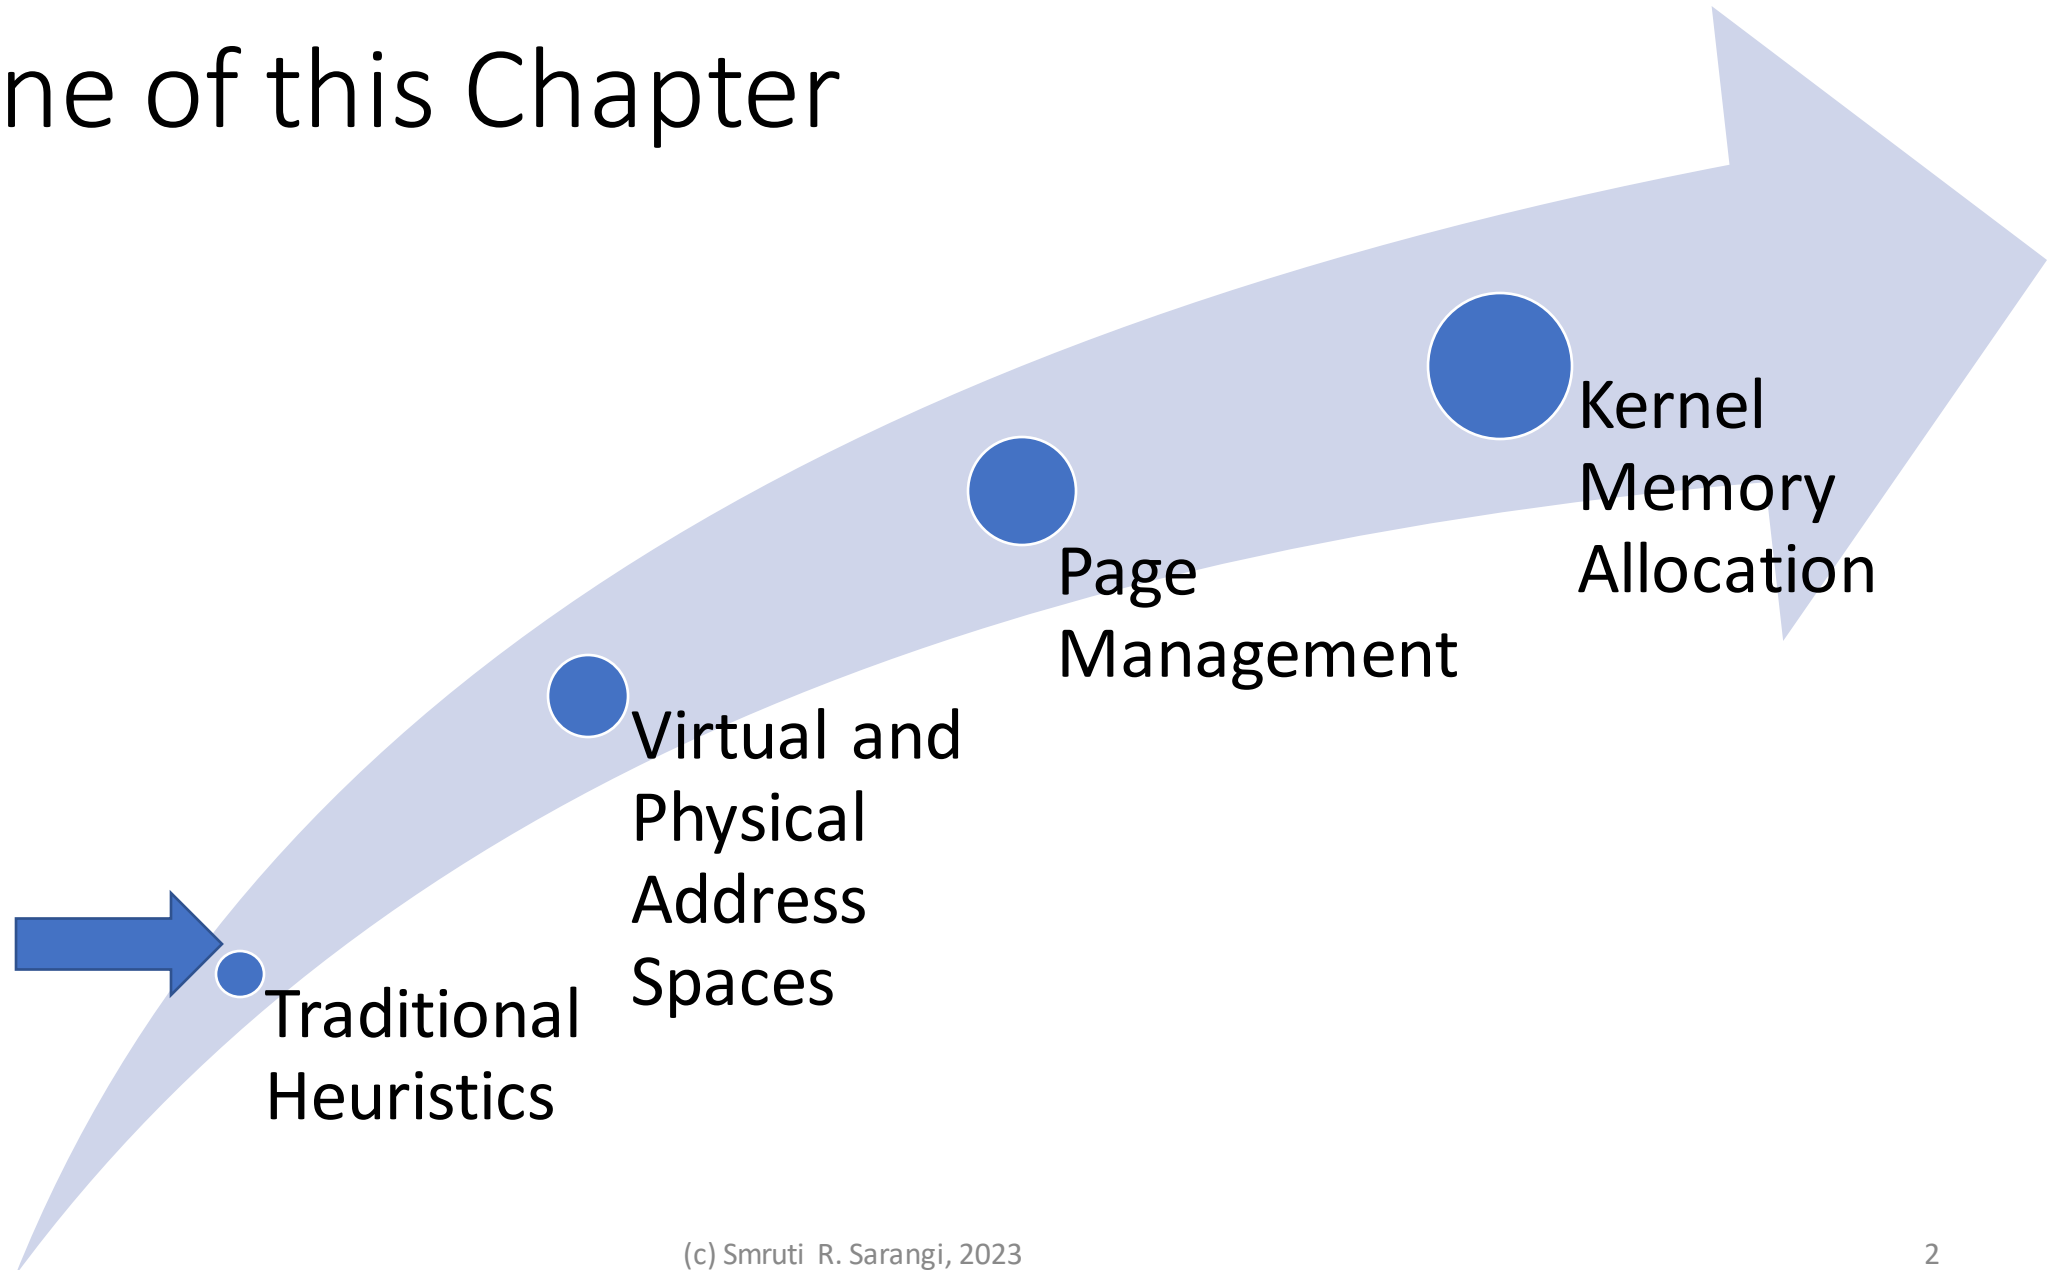 ne of this Chapter
Kernel
Memory
Allocation
Page
Management
Virtual and
Physical
Address
Spaces
Traditional
Heuristics
(c) Smruti R. Sarangi, 2023
2